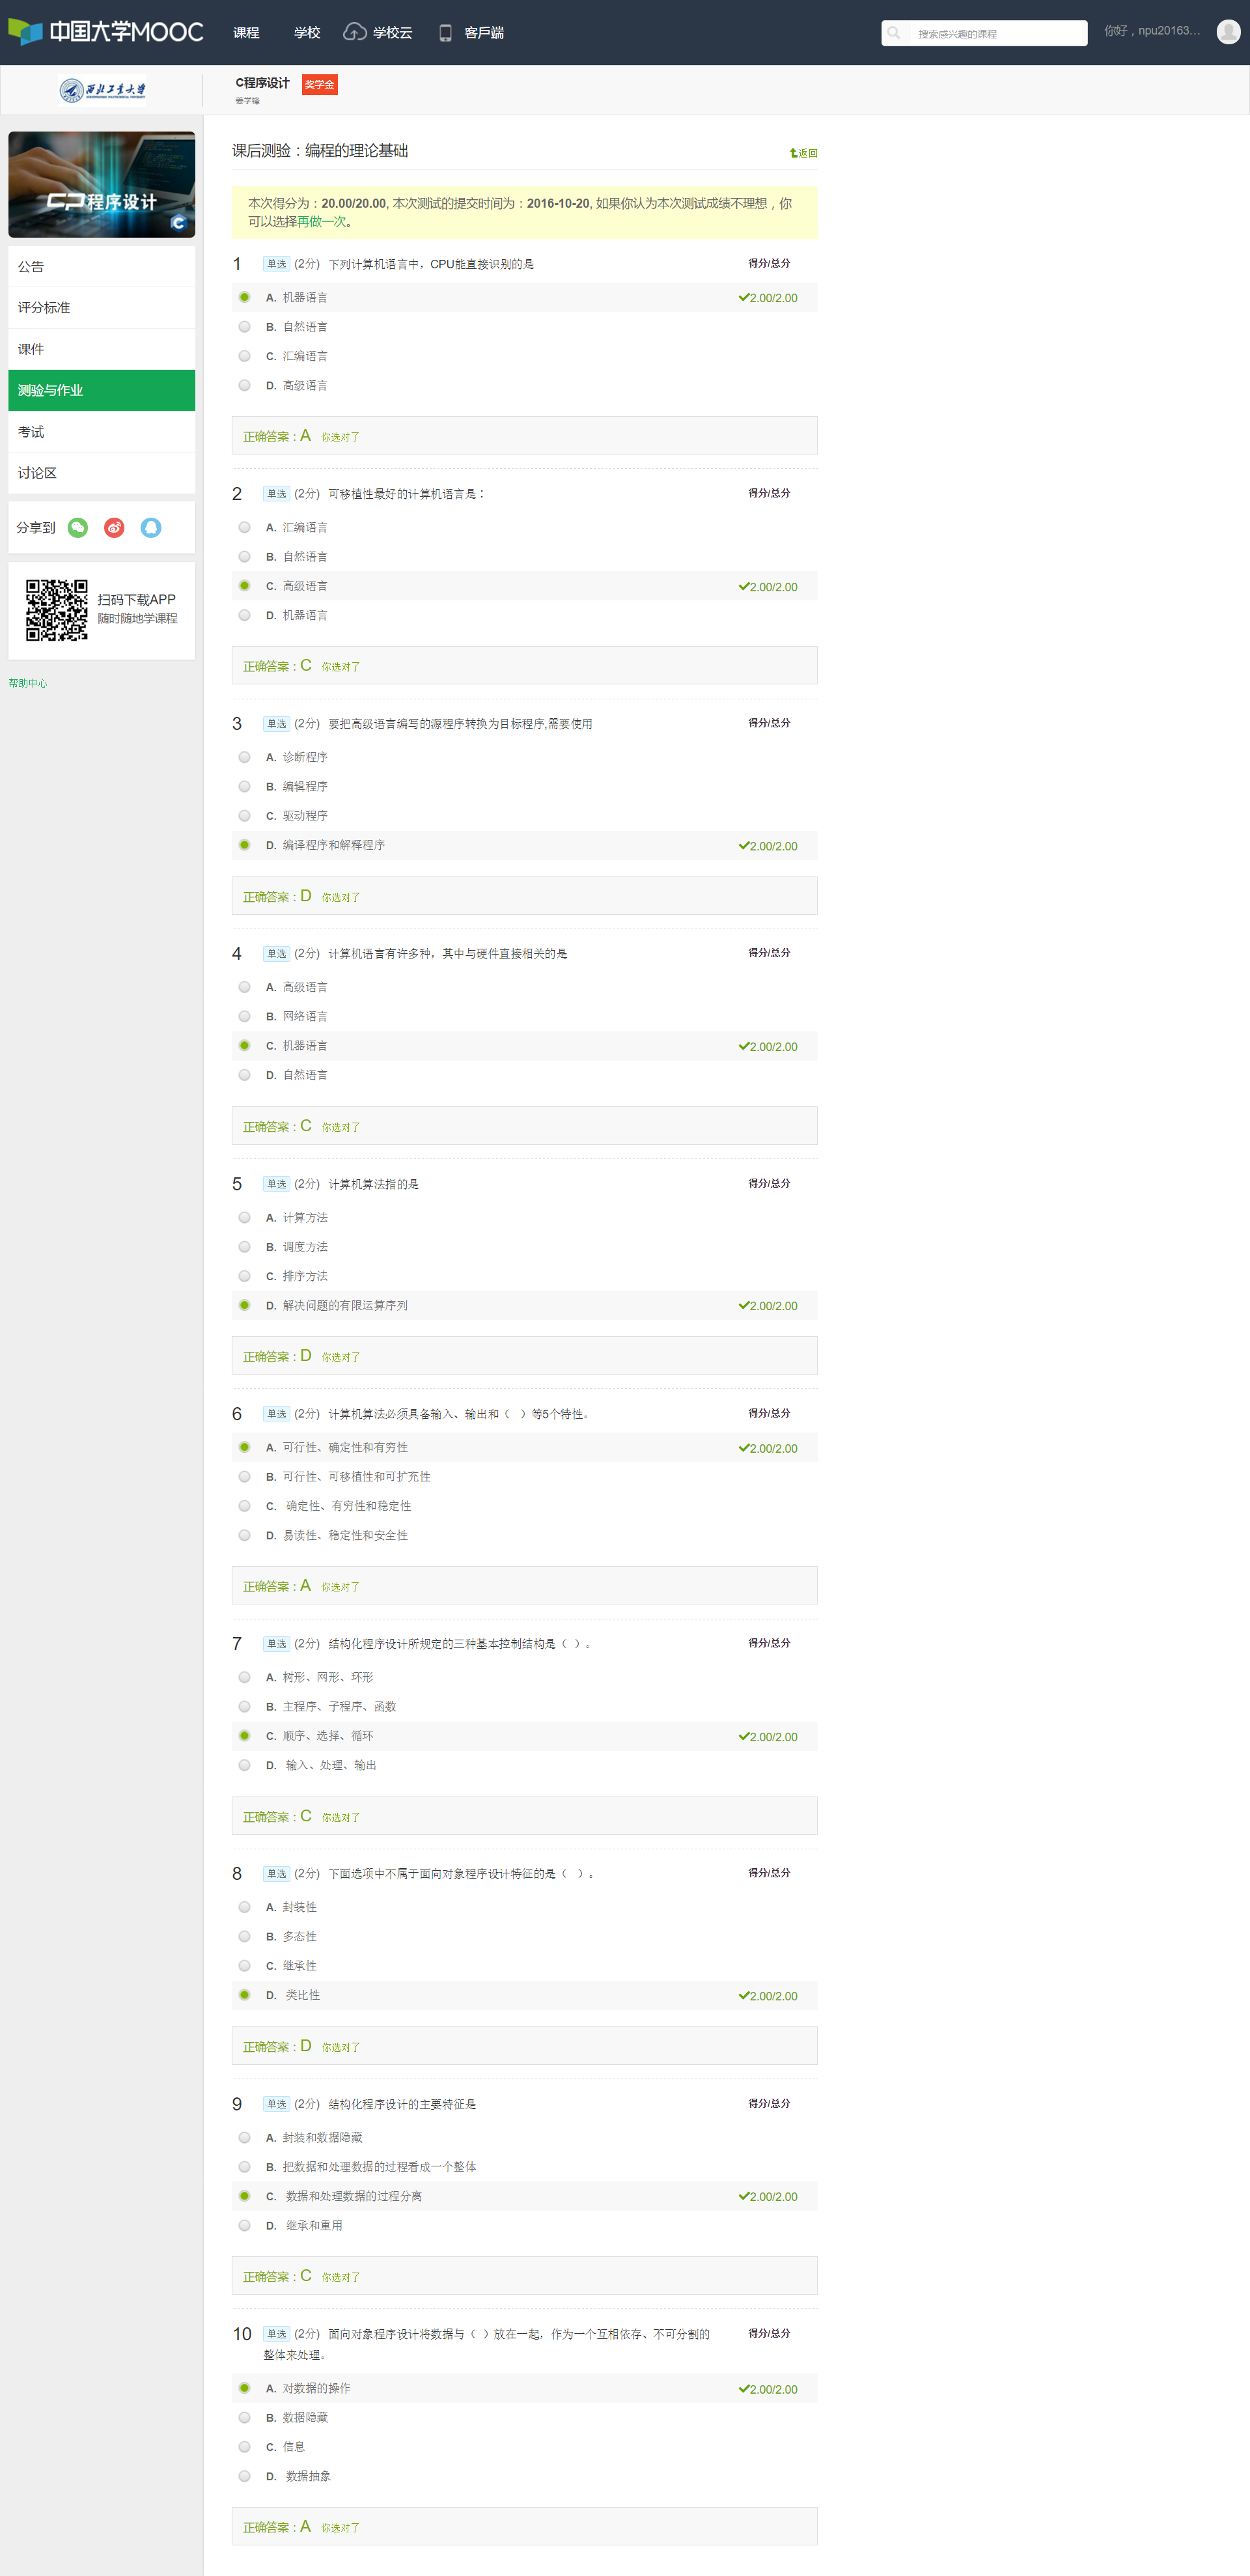 中国大学MOOC 课程 学校 学校云 客戶端 搜索感兴趣的课程 你好，npu20163...
西北工业大学 C程序设计 奖学金
姜学锋
C程序设计
公告
评分标准
课件
测验与作业
考试
讨论区
分享到
扫码下载APP
随时随地学课程
帮助中心
课后测验：编程的理论基础 返回
本次得分为：20.00/20.00, 本次测试的提交时间为：2016-10-20, 如果你认为本次测试成绩不理想，你
可以选择再做一次。
1 单选 (2分) 下列计算机语言中，CPU能直接识别的是 得分/总分
A. 机器语言 2.00/2.00
B. 自然语言
C. 汇编语言
D. 高级语言
正确答案：A 你选对了
2 单选 (2分) 可移植性最好的计算机语言是： 得分/总分
A. 汇编语言
B. 自然语言
C. 高级语言 2.00/2.00
D. 机器语言
正确答案：C 你选对了
3 单选 (2分) 要把高级语言编写的源程序转换为目标程序,需要使用 得分/总分
A. 诊断程序
B. 编辑程序
C. 驱动程序
D. 编译程序和解释程序 2.00/2.00
正确答案：D 你选对了
4 单选 (2分) 计算机语言有许多种，其中与硬件直接相关的是 得分/总分
A. 高级语言
B. 网络语言
C. 机器语言 2.00/2.00
D. 自然语言
正确答案：C 你选对了
5 单选 (2分) 计算机算法指的是 得分/总分
A. 计算方法
B. 调度方法
C. 排序方法
D. 解决问题的有限运算序列 2.00/2.00
正确答案：D 你选对了
6 单选 (2分) 计算机算法必须具备输入、输出和（ ）等5个特性。 得分/总分
A. 可行性、确定性和有穷性 2.00/2.00
B. 可行性、可移植性和可扩充性
C. 确定性、有穷性和稳定性
D. 易读性、稳定性和安全性
正确答案：A 你选对了
7 单选 (2分) 结构化程序设计所规定的三种基本控制结构是（ ）。 得分/总分
A. 树形、网形、环形
B. 主程序、子程序、函数
C. 顺序、选择、循环 2.00/2.00
D. 输入、处理、输出
正确答案：C 你选对了
8 单选 (2分) 下面选项中不属于面向对象程序设计特征的是（ ）。 得分/总分
A. 封装性
B. 多态性
C. 继承性
D. 类比性 2.00/2.00
正确答案：D 你选对了
9 单选 (2分) 结构化程序设计的主要特征是 得分/总分
A. 封装和数据隐藏
B. 把数据和处理数据的过程看成一个整体
C. 数据和处理数据的过程分离 2.00/2.00
D. 继承和重用
正确答案：C 你选对了
10 单选 (2分) 面向对象程序设计将数据与（ ）放在一起，作为一个互相依存、不可分割的 得分/总分
整体来处理。
A. 对数据的操作 2.00/2.00
B. 数据隐藏
C. 信息
D. 数据抽象
正确答案：A 你选对了